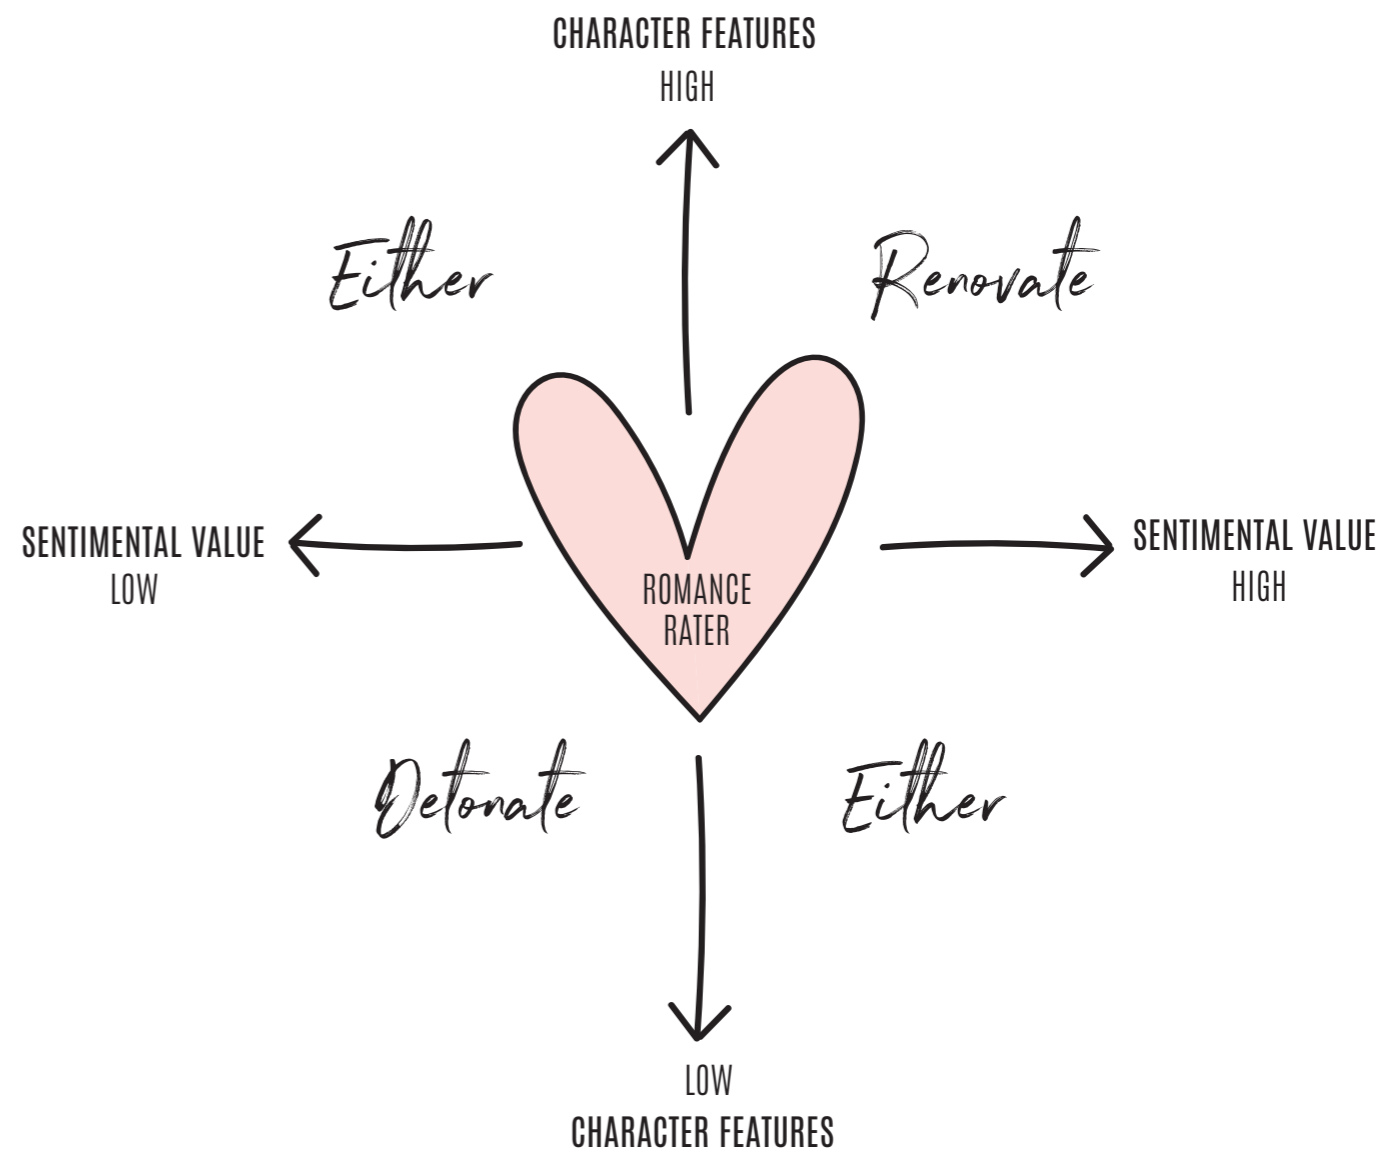 CHARACTER FEATURES
HIGH
Either
Renovate
SENTIMENTAL VALUE
LOW
ROMANCE
RATER
SENTIMENTAL VALUE
HIGH
Detonate
Either
LOW
CHARACTER FEATURES